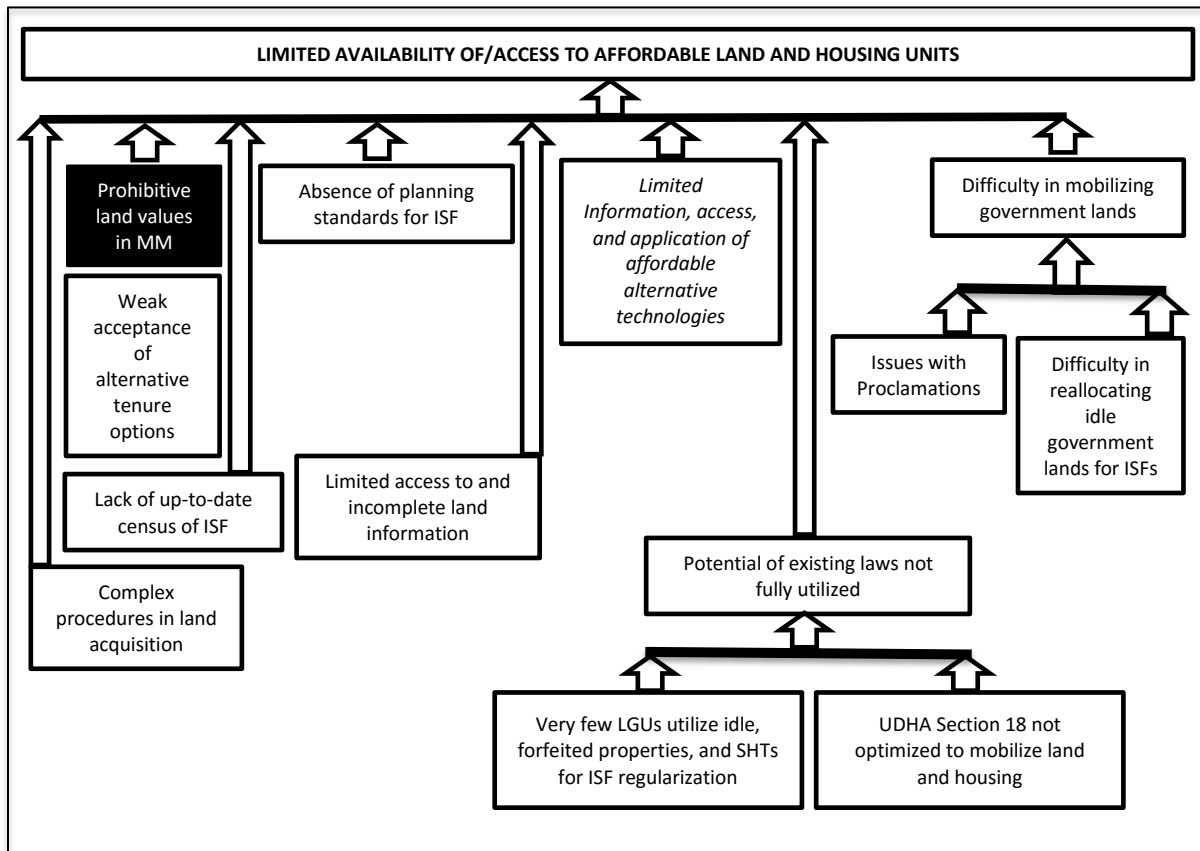 LIMITED AVAILABILITY OF/ACCESS TO AFFORDABLE LAND AND HOUSING UNITS
Prohibitive
land values
in MM
Weak
acceptance
of
alternative
tenure
options
Lack of up-to-date
census of ISF
Complex
procedures in land
acquisition
Absence of planning
standards for ISF
Limited access to and
incomplete land
information
Limited
Information, access,
and application of
affordable
alternative
technologies
Potential of existing laws not
fully utilized
Very few LGUs utilize idle,
forfeited properties, and SHTs
for ISF regularization
UDHA Section 18 not
optimized to mobilize land
and housing
Difficulty in mobilizing
government lands
Issues with
Proclamations
Difficulty in
reallocating
idle
government
lands for ISFs